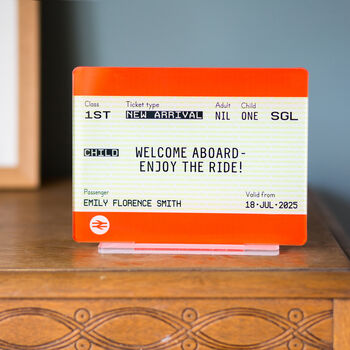 Class Ticket type Adult Child
1ST NEW ARRIVAL NIL ONE SGL
CHILD WELCOME ABOARD-
ENJOY THE RIDE!
Passenger Valid from
EMILY FLORENCE SMITH 18·JUL·2025